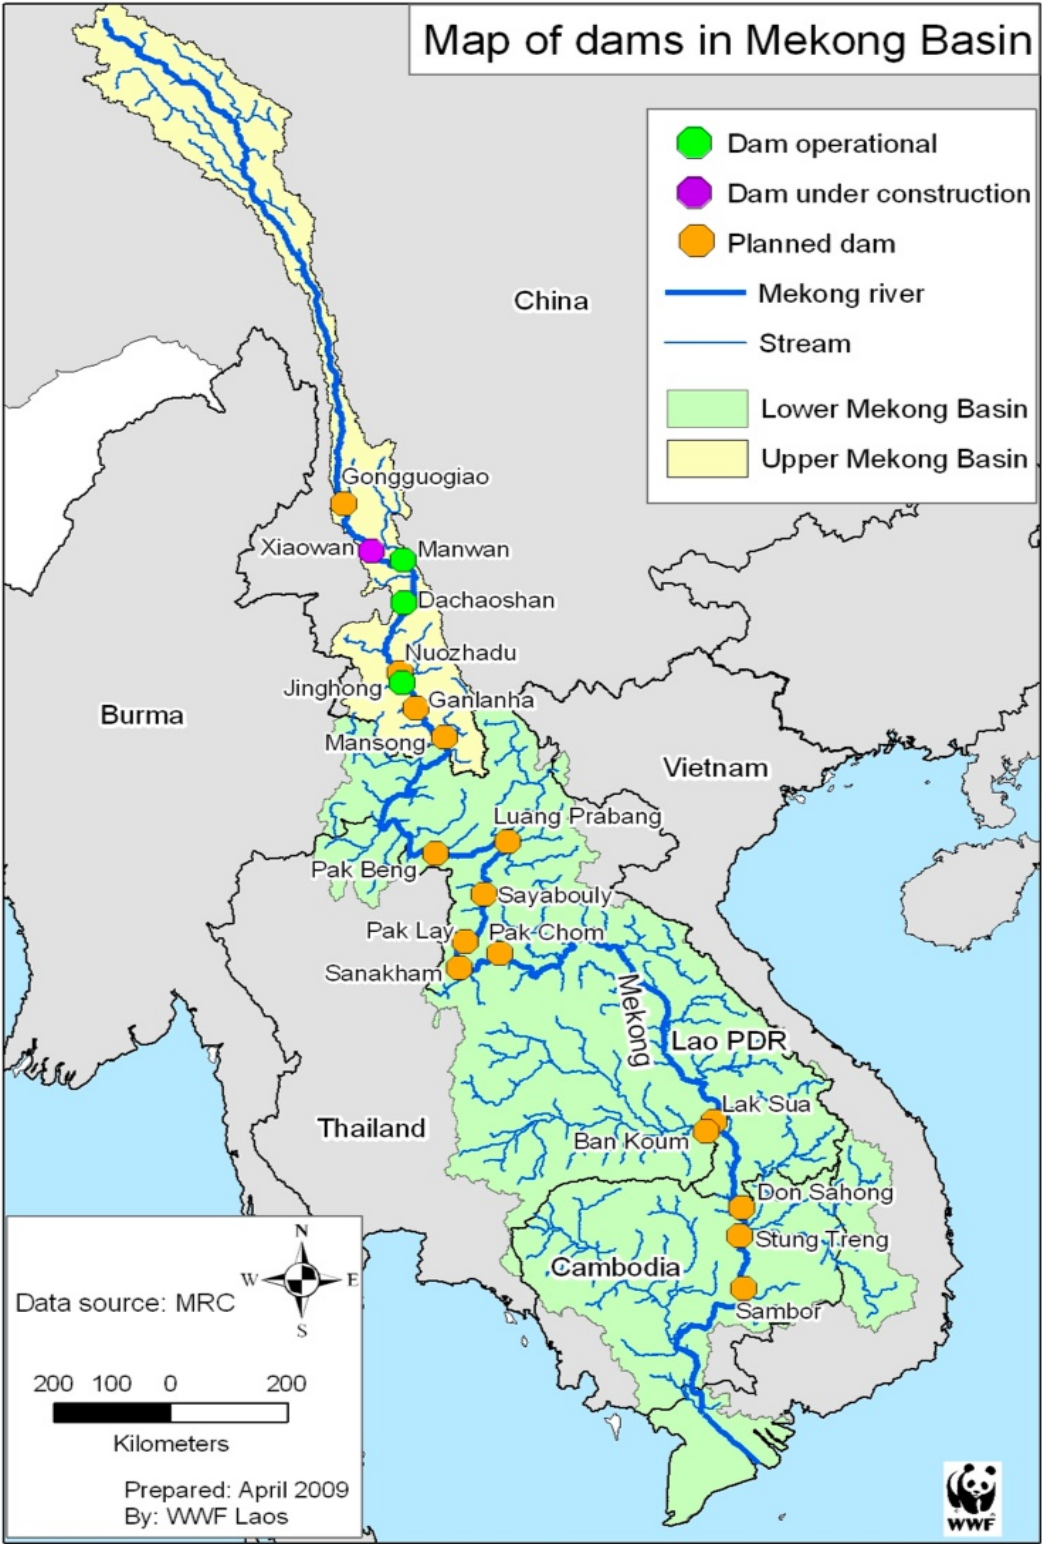 Map of dams in Mekong Basin
Dam operational
Dam under construction
Planned dam
Mekong river
Stream
Lower Mekong Basin
Upper Mekong Basin
China
Gongguogiao
Xiaowan
Manwan
Dachaoshan
Nuozhadu
Jinghong
Ganlanha
Burma
Mansong
Vietnam
Luang Prabang
Pak Beng
Sayabouly
Pak Lay
Pak Chom
Sanakham
Mekong
Lao PDR
Lak Sua
Thailand
Ban Koum
Don Sahong
Stung Treng
Cambodia
Sambor
N
W E
S
Data source: MRC
200 100 0 200
Kilometers
Prepared: April 2009
By: WWF Laos
WWF